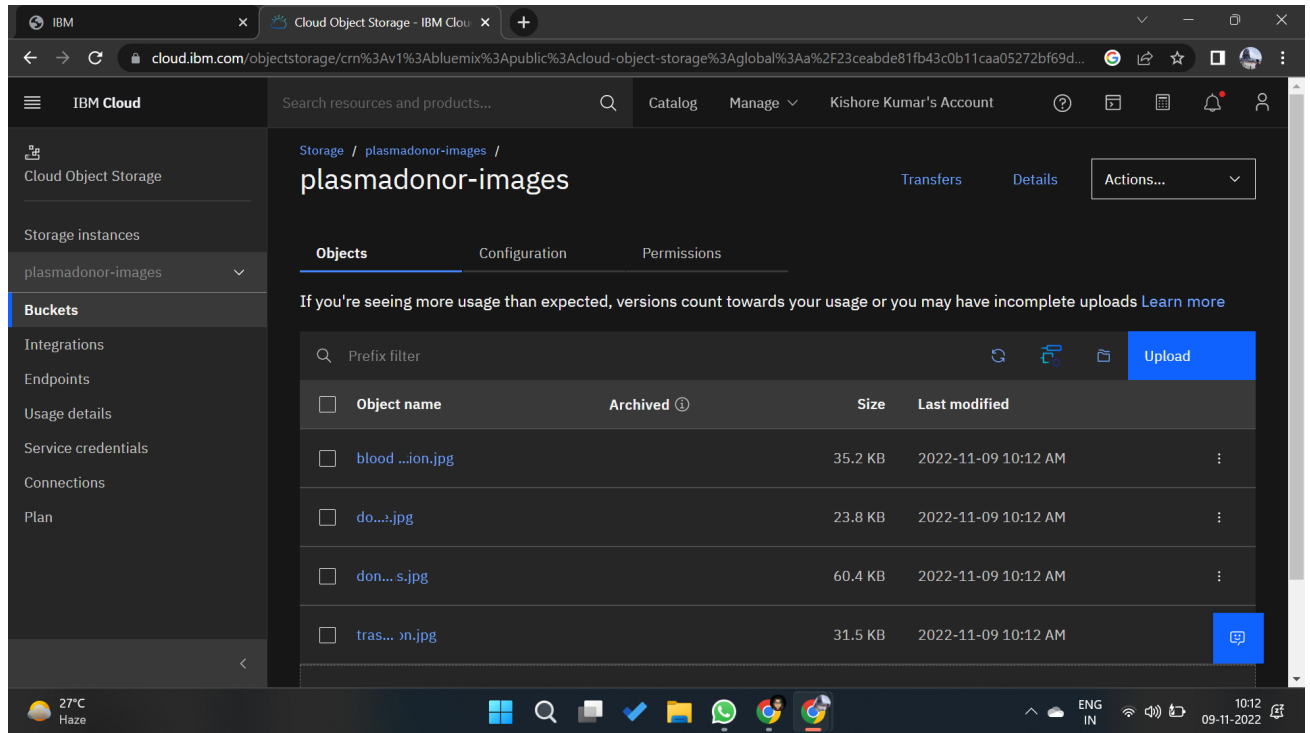 IBM
Cloud Object Storage - IBM Clou
cloud.ibm.com/objectstorage/crn%3Av1%3Abluemix%3Apublic%3Acloud-object-storage%3Aglobal%3Aa%2F23ceabde81fb43c0b11caa05272bf69d...
IBM Cloud
Search resources and products...
Catalog
Manage
Kishore Kumar's Account
Cloud Object Storage
Storage instances
plasmadonor-images
Buckets
Integrations
Endpoints
Usage details
Service credentials
Connections
Plan
Storage / plasmadonor-images /
plasmadonor-images
Transfers
Details
Actions...
Objects
Configuration
Permissions
If you're seeing more usage than expected, versions count towards your usage or you may have incomplete uploads Learn more
Prefix filter
Upload
Object name Archived Size Last modified
blood ...ion.jpg 35.2 KB 2022-11-09 10:12 AM
do...e.jpg 23.8 KB 2022-11-09 10:12 AM
don... s.jpg 60.4 KB 2022-11-09 10:12 AM
tras... on.jpg 31.5 KB 2022-11-09 10:12 AM
27°C
Haze
ENG
IN
10:12
09-11-2022